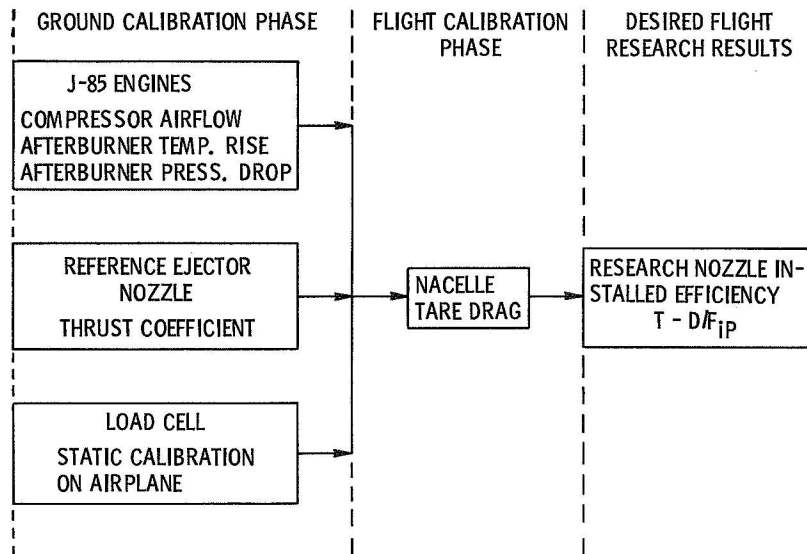 GROUND CALIBRATION PHASE
FLIGHT CALIBRATION
PHASE
DESIRED FLIGHT
RESEARCH RESULTS
J-85 ENGINES
COMPRESSOR AIRFLOW
AFTERBURNER TEMP. RISE
AFTERBURNER PRESS. DROP
REFERENCE EJECTOR
NOZZLE
THRUST COEFFICIENT
LOAD CELL
STATIC CALIBRATION
ON AIRPLANE
NACELLE
TARE DRAG
RESEARCH NOZZLE IN-
STALLED EFFICIENCY
T - D/FiP